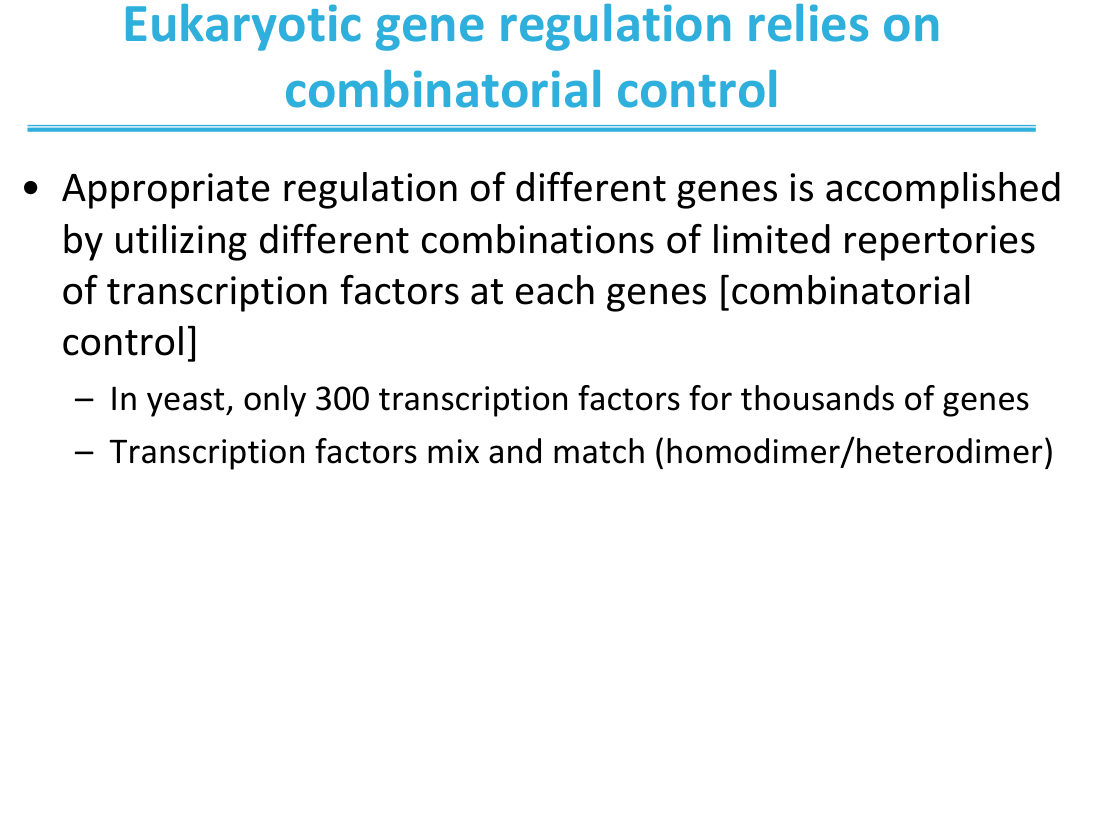 Eukaryotic gene regulation relies on
combinatorial control
• Appropriate regulation of different genes is accomplished
by utilizing different combinations of limited repertories
of transcription factors at each genes [combinatorial
control]
– In yeast, only 300 transcription factors for thousands of genes
– Transcription factors mix and match (homodimer/heterodimer)